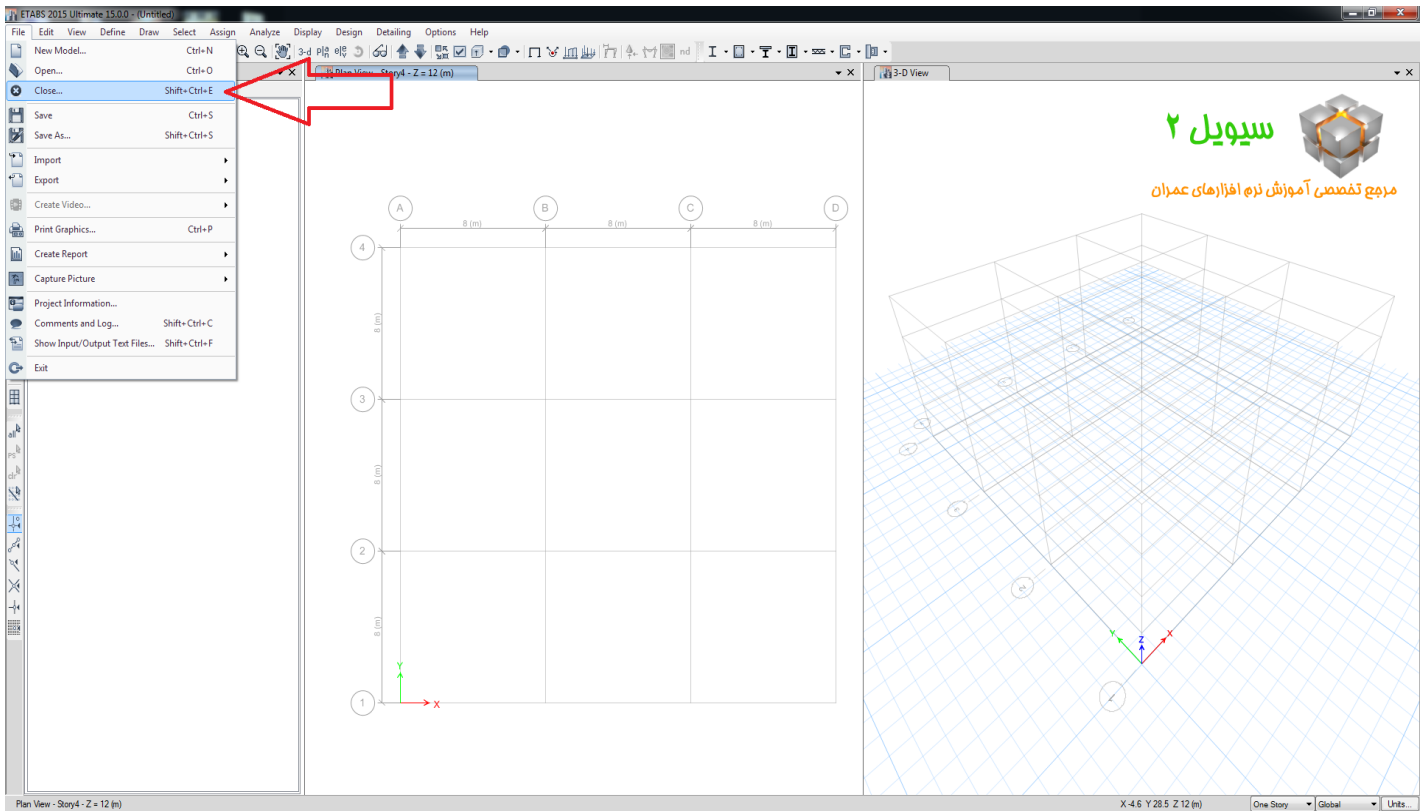 ETABS 2015 Ultimate 15.0.0 - (Untitled)
File Edit View Define Draw Select Assign Analyze Display Design Detailing Options Help
New Model... Ctrl+N
Open... Ctrl+O
Close... Shift+Ctrl+E
Save Ctrl+S
Save As... Shift+Ctrl+S
Import
Export
Create Video...
Print Graphics... Ctrl+P
Create Report
Capture Picture
Project Information...
Comments and Log... Shift+Ctrl+C
Show Input/Output Text Files... Shift+Ctrl+F
Exit
3-d
nd
all
PS
clr
Plan View - Story4 - Z = 12 (m)
A B C D
8 (m) 8 (m) 8 (m)
4
8 (m)
3
8 (m)
2
8 (m)
1
Y
X
3-D View
سیویل ۲
مرجع تخصصی آموزش نرم افزارهای عمران
Y Z X
Plan View - Story4 - Z = 12 (m)
X -4.6 Y 28.5 Z 12 (m)
One Story
Global
Units...